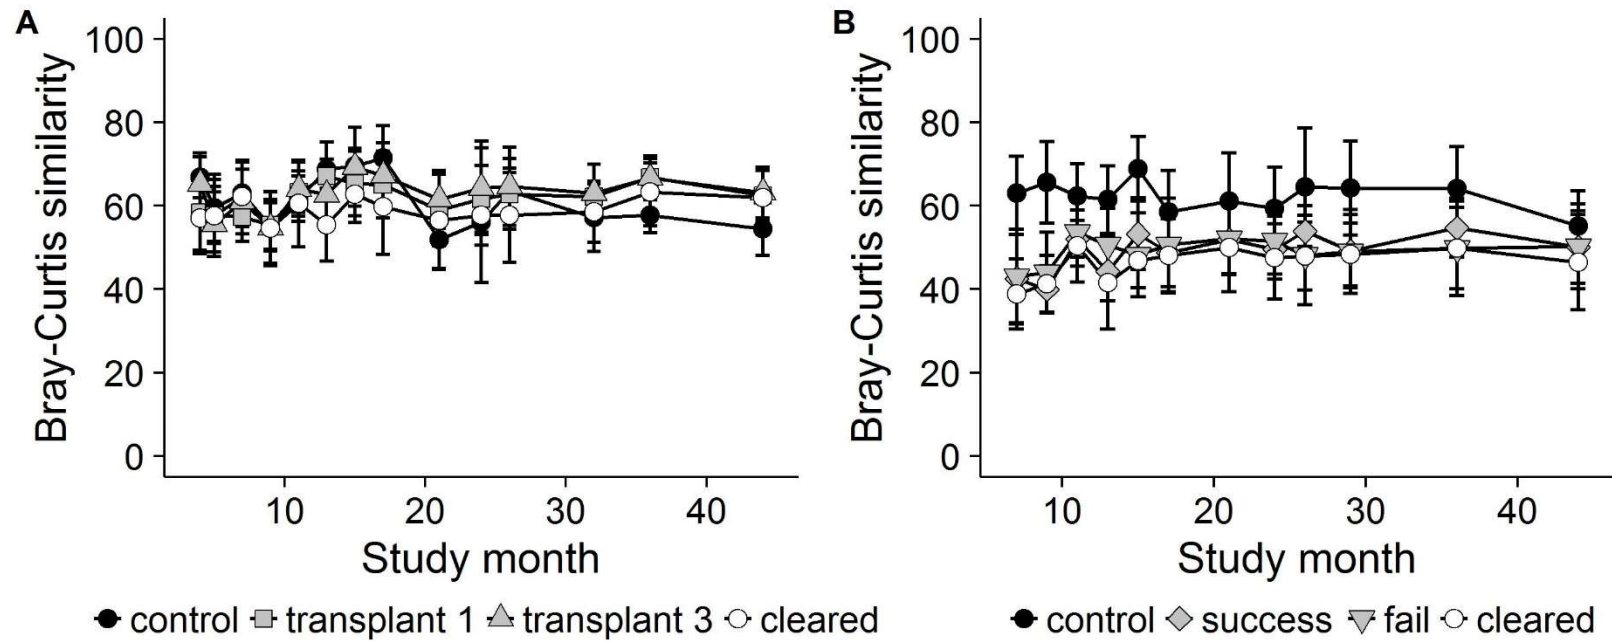 A
Bray-Curtis similarity
100
80
60
40
20
0
10 20 30 40
Study month
control transplant 1 transplant 3 cleared
B
Bray-Curtis similarity
100
80
60
40
20
0
10 20 30 40
Study month
control success fail cleared